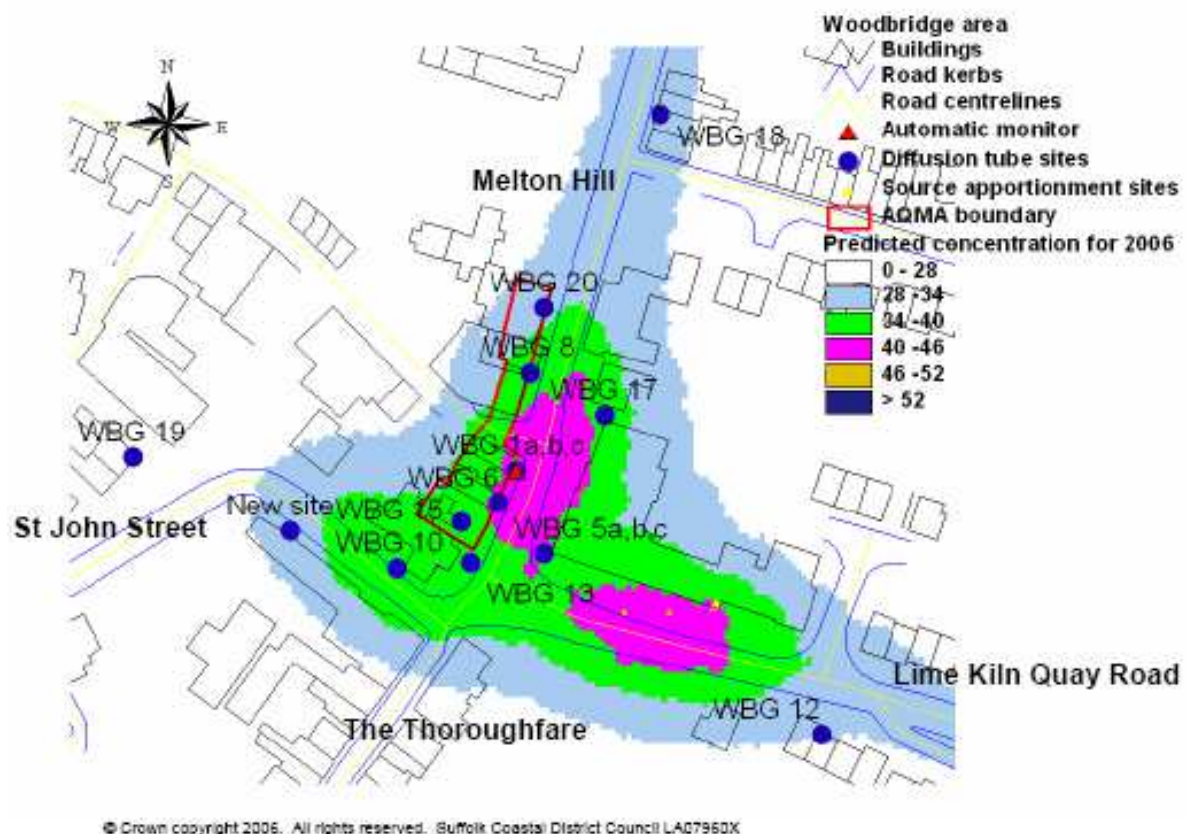 Woodbridge area
Buildings
Road kerbs
Road centrelines
Automatic monitor
Diffusion tube sites
Source apportionment sites
AQMA boundary
Predicted concentration for 2006
0 - 28
28 -34
34 -40
40 -46
46 -52
> 52
N
W
E
S
WBG 18
Melton Hill
WBG 20
WBG 8
WBG 17
WBG 19
WBG 1a,b,c
WBG 6
New site
WBG 15
St John Street
WBG 5a,b,c
WBG 10
WBG 13
Lime Kiln Quay Road
WBG 12
The Thoroughfare
© Crown copyright 2006. All rights reserved. Suffolk Coastal District Council LA07960X